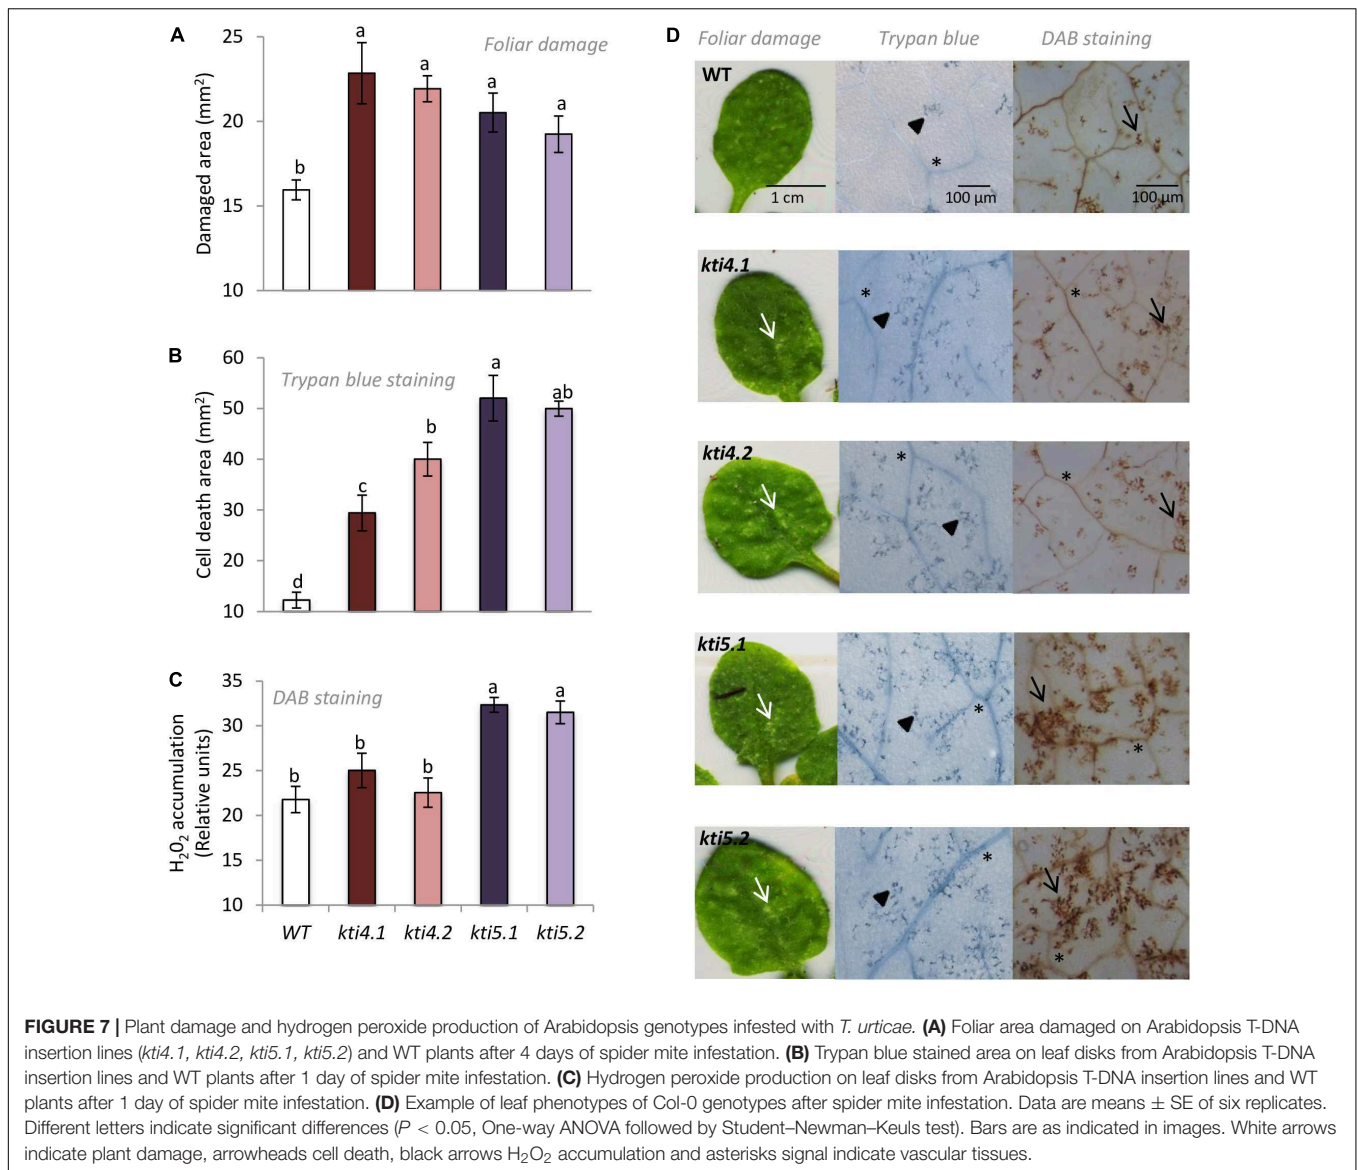 A
Foliar damage
Damaged area (mm²)
25
20
15
10
b
a
a
a
a
B
Trypan blue staining
Cell death area (mm²)
60
50
40
30
20
10
d
c
b
a
ab
C
DAB staining
H₂0₂ accumulation
(Relative units)
35
30
25
20
15
10
b
b
b
a
a
WT kti4.1 kti4.2 kti5.1 kti5.2
D
Foliar damage Trypan blue DAB staining
WT
1 cm
100 µm
100 µm
*
kti4.1
*
*
kti4.2
*
*
kti5.1
*
*
kti5.2
*
*
FIGURE 7 | Plant damage and hydrogen peroxide production of Arabidopsis genotypes infested with T. urticae. (A) Foliar area damaged on Arabidopsis T-DNA
insertion lines (kti4.1, kti4.2, kti5.1, kti5.2) and WT plants after 4 days of spider mite infestation. (B) Trypan blue stained area on leaf disks from Arabidopsis T-DNA
insertion lines and WT plants after 1 day of spider mite infestation. (C) Hydrogen peroxide production on leaf disks from Arabidopsis T-DNA insertion lines and WT
plants after 1 day of spider mite infestation. (D) Example of leaf phenotypes of Col-0 genotypes after spider mite infestation. Data are means ± SE of six replicates.
Different letters indicate significant differences (P < 0.05, One-way ANOVA followed by Student–Newman–Keuls test). Bars are as indicated in images. White arrows
indicate plant damage, arrowheads cell death, black arrows H₂O₂ accumulation and asterisks signal indicate vascular tissues.